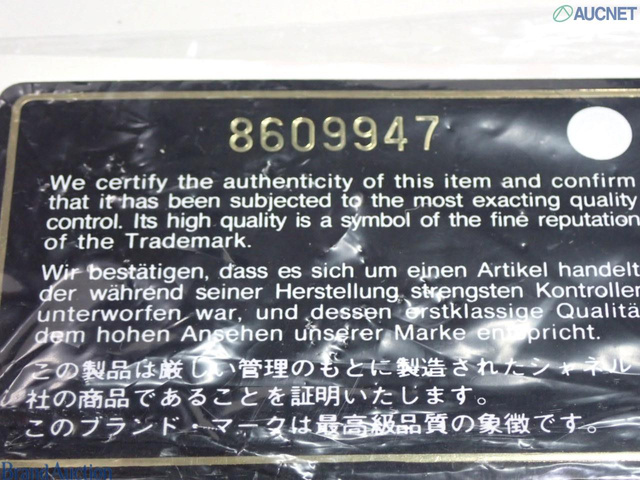 AUCNET
8609947
We certify the authenticity of this item and confirm
that it has been subjected to the most exacting quality
control. Its high quality is a symbol of the fine reputation
of the Trademark.
Wir bestätigen, dass es sich um einen Artikel handelt
der während seiner Herstellung strengsten Kontroller
unterworfen war, und dessen erstklassige Qualitä
dem hohen Ansehen unserer Marke entspricht.
この製品は厳しい管理のもとに製造されたシャネル
社の商品であることを証明いたします。
このブランド・マークは最高級品質の象徴です。
Brand Auction